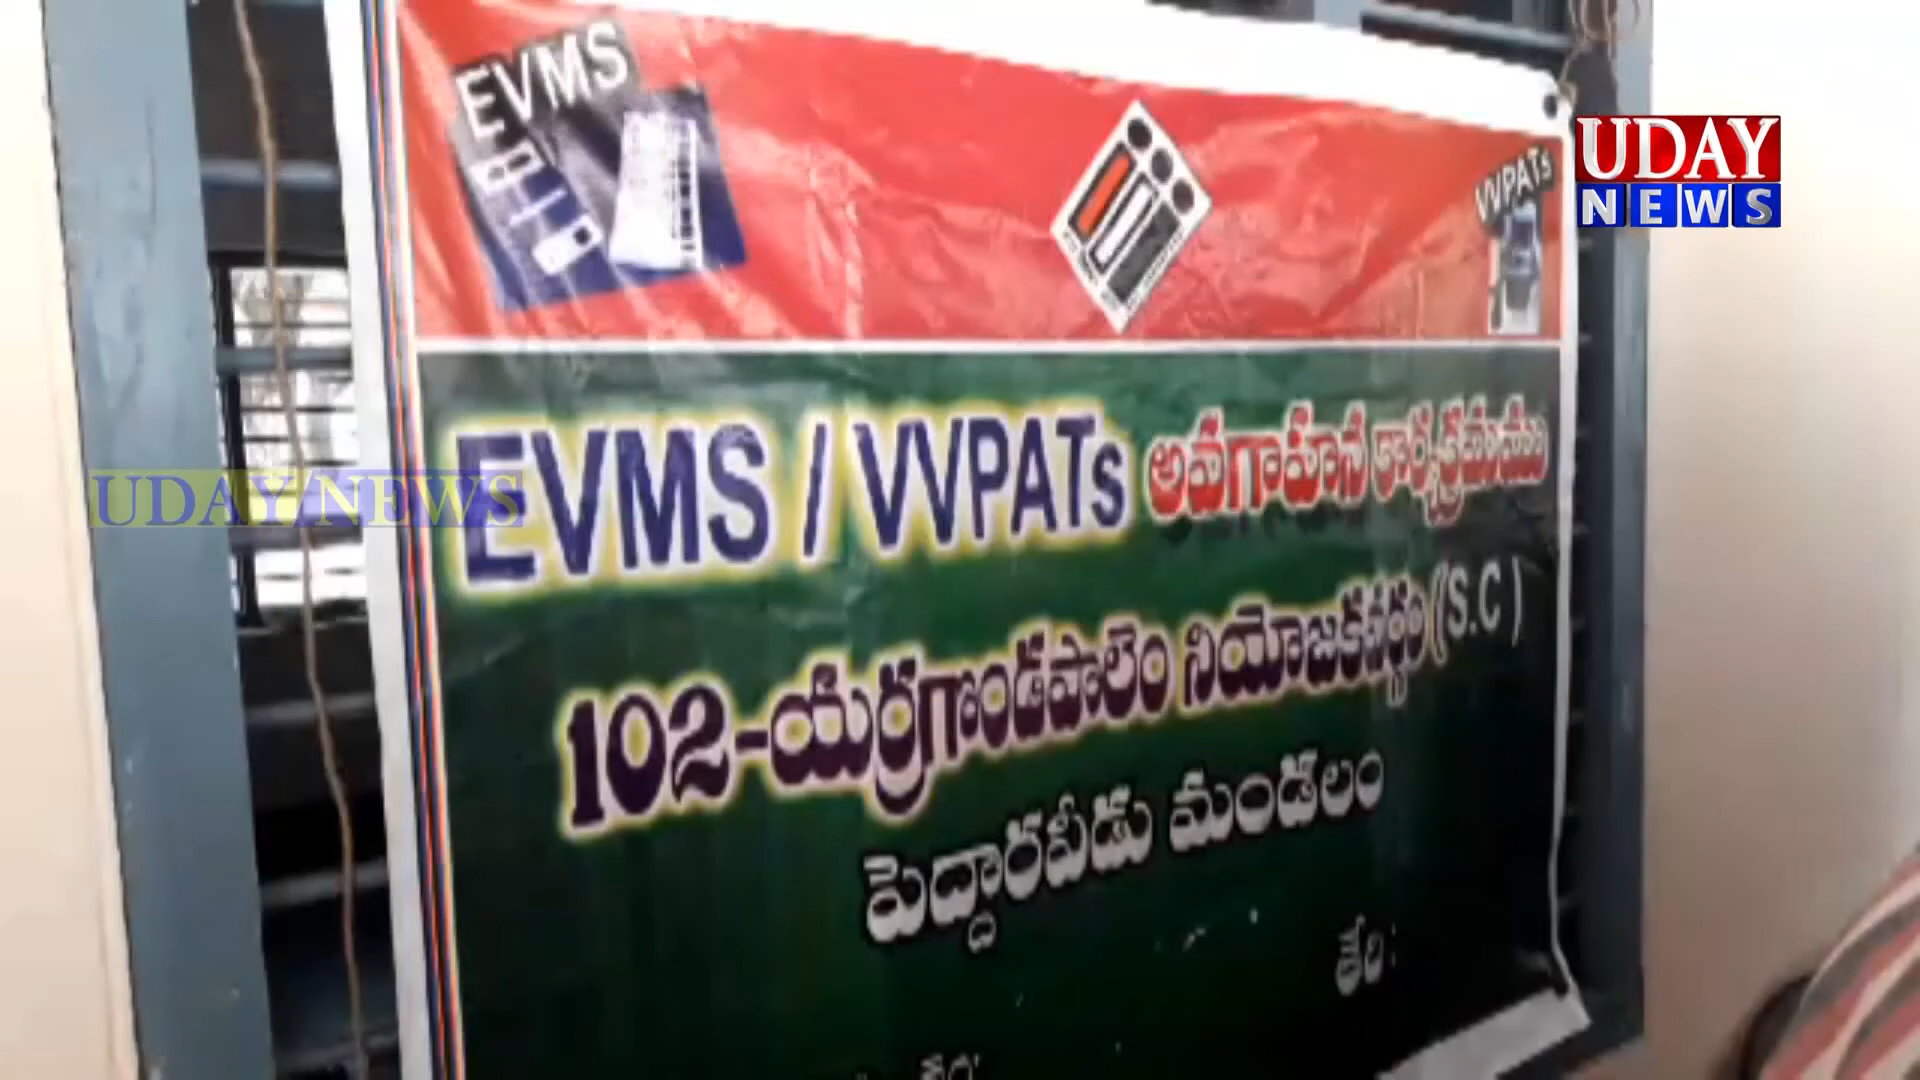 EVMS
VVPATs
UDAY
NEWS
EVMS / VVPATs అవగాహన కార్యక్రమము
UDAY NEWS
102-యర్రగొండపాలెం నియోజకవర్గం (S.C)
పెద్దారవీడు మండలం
తేది :